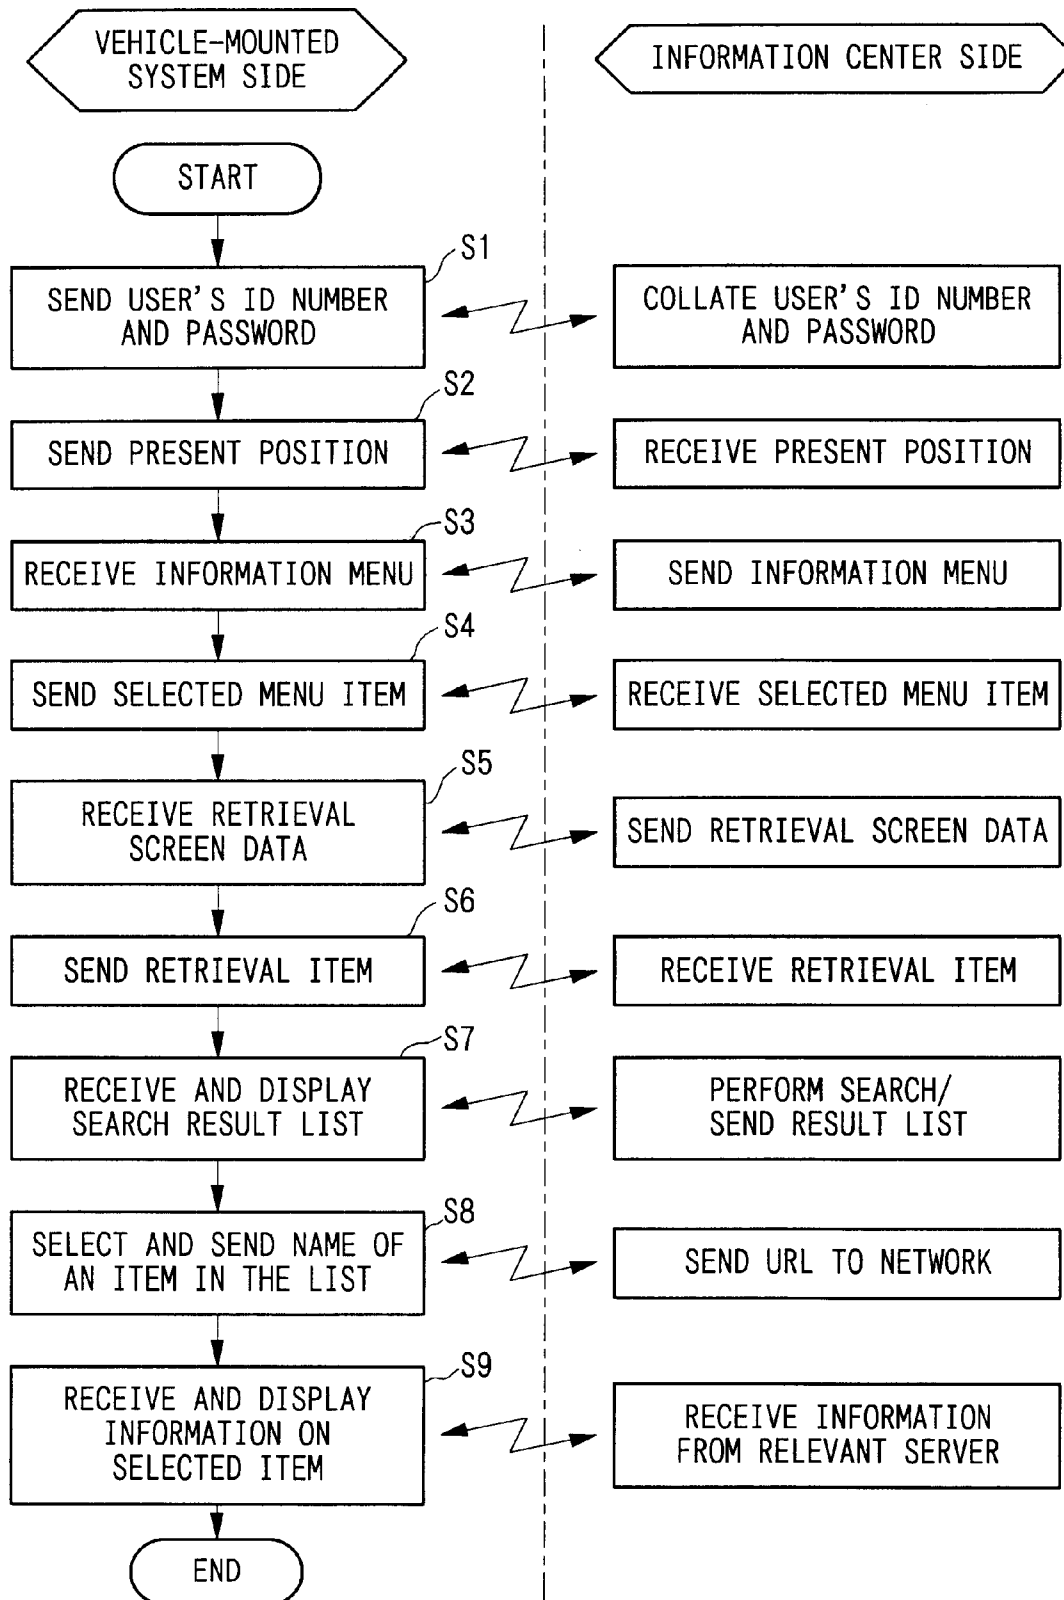 VEHICLE-MOUNTED
SYSTEM SIDE
INFORMATION CENTER SIDE
START
S1
SEND USER'S ID NUMBER
AND PASSWORD
COLLATE USER'S ID NUMBER
AND PASSWORD
S2
SEND PRESENT POSITION
RECEIVE PRESENT POSITION
S3
RECEIVE INFORMATION MENU
SEND INFORMATION MENU
S4
SEND SELECTED MENU ITEM
RECEIVE SELECTED MENU ITEM
S5
RECEIVE RETRIEVAL
SCREEN DATA
SEND RETRIEVAL SCREEN DATA
S6
SEND RETRIEVAL ITEM
RECEIVE RETRIEVAL ITEM
S7
RECEIVE AND DISPLAY
SEARCH RESULT LIST
PERFORM SEARCH/
SEND RESULT LIST
S8
SELECT AND SEND NAME OF
AN ITEM IN THE LIST
SEND URL TO NETWORK
S9
RECEIVE AND DISPLAY
INFORMATION ON
SELECTED ITEM
RECEIVE INFORMATION
FROM RELEVANT SERVER
END